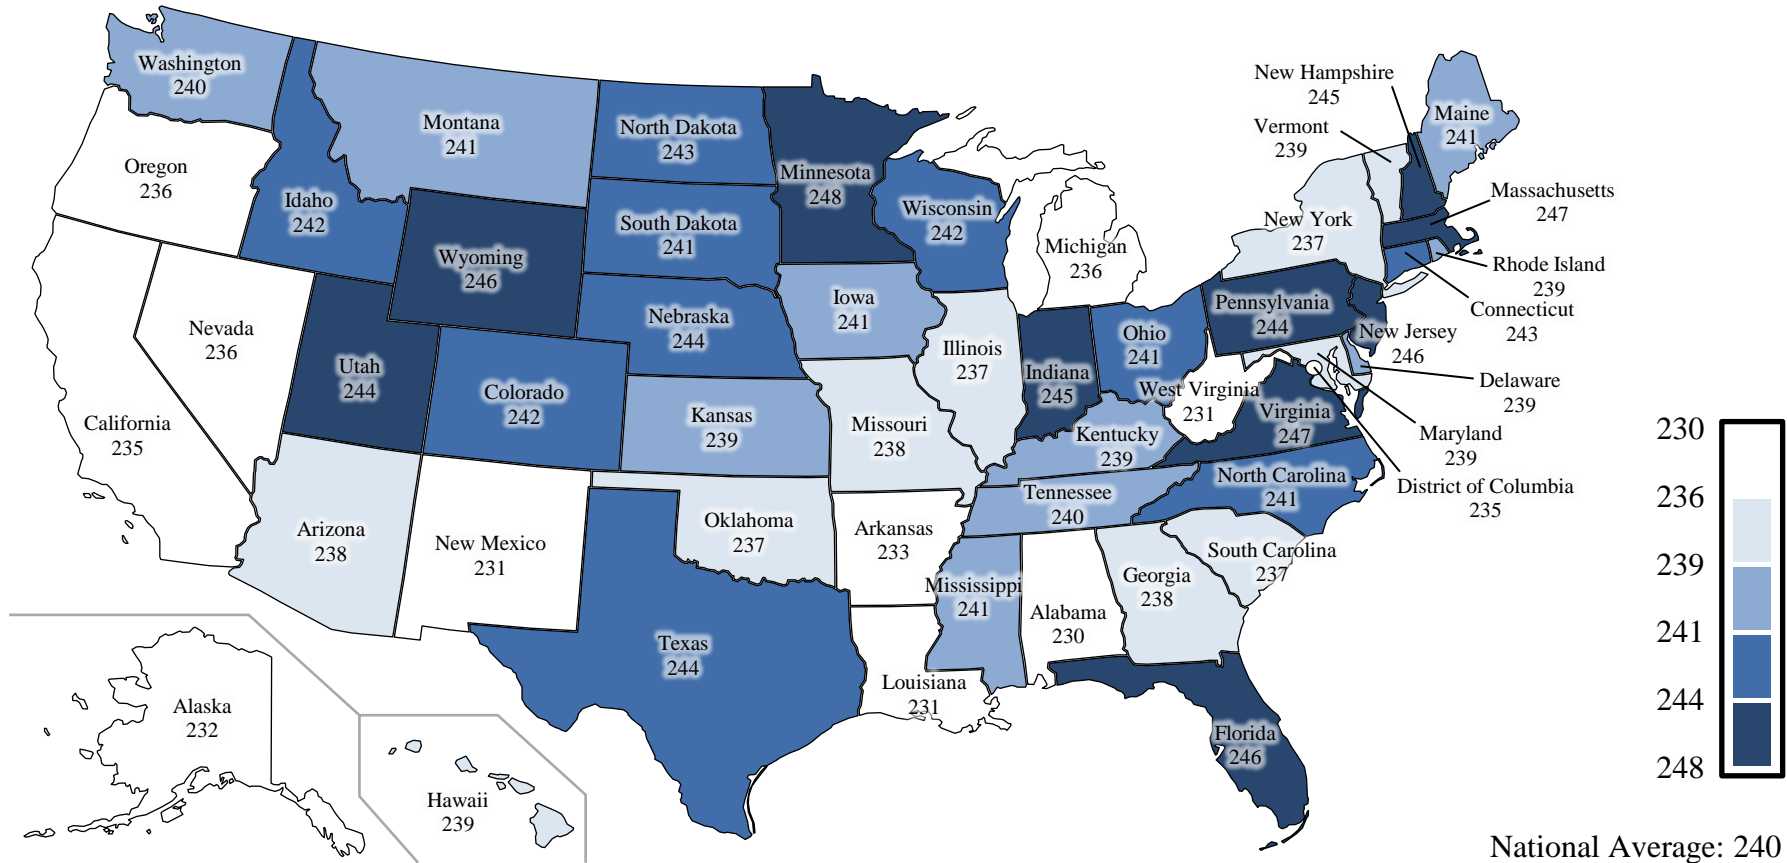 Washington
240
Oregon
236
Idaho
242
Montana
241
North Dakota
243
Minnesota
248
South Dakota
241
Wyoming
246
Wisconsin
242
Michigan
236
New Hampshire
245
Vermont
239
Maine
241
New York
237
Massachusetts
247
Rhode Island
239
Connecticut
243
New Jersey
246
Pennsylvania
244
Delaware
239
Maryland
239
District of Columbia
235
Iowa
241
Nebraska
244
Illinois
237
Indiana
245
Ohio
241
West Virginia
231
Virginia
247
Nevada
236
Utah
244
Colorado
242
California
235
Kansas
239
Missouri
238
Kentucky
239
North Carolina
241
Tennessee
240
Arizona
238
New Mexico
231
Oklahoma
237
Arkansas
233
South Carolina
237
Georgia
238
Mississippi
241
Alabama
230
Texas
244
Louisiana
231
Florida
246
Alaska
232
Hawaii
239
230
236
239
241
244
248
National Average: 240